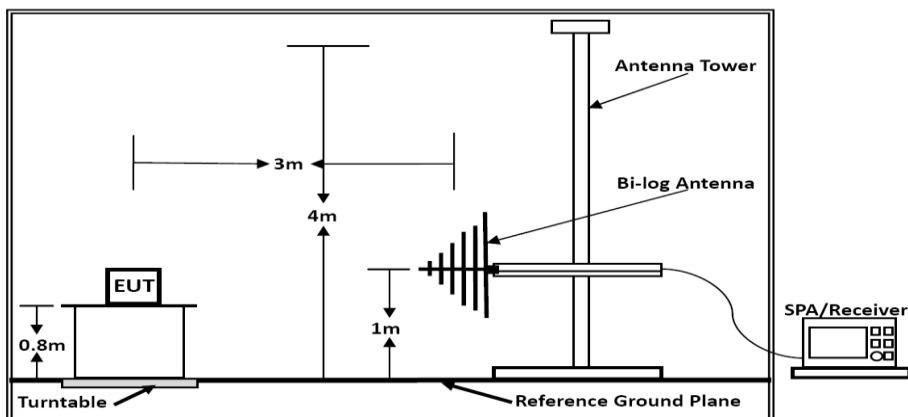 Antenna Tower
3m
Bi-log Antenna
4m
EUT
1m
0.8m
SPA/Receiver
Turntable
Reference Ground Plane